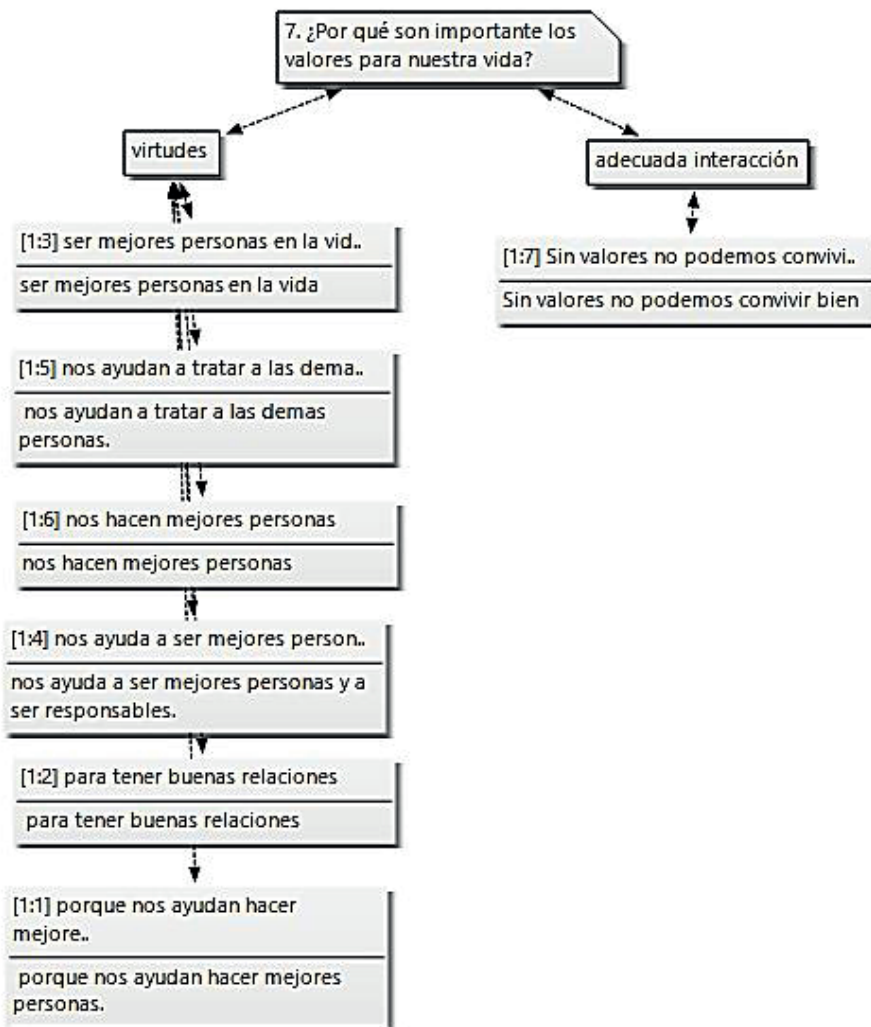 7. ¿Por qué son importante los
valores para nuestra vida?
virtudes
adecuada interacción
[1:3] ser mejores personas en la vid..
ser mejores personas en la vida
[1:7] Sin valores no podemos convivi..
Sin valores no podemos convivir bien
[1:5] nos ayudan a tratar a las dema..
nos ayudan a tratar a las demas
personas.
[1:6] nos hacen mejores personas
nos hacen mejores personas
[1:4] nos ayuda a ser mejores person..
nos ayuda a ser mejores personas y a
ser responsables.
[1:2] para tener buenas relaciones
para tener buenas relaciones
[1:1] porque nos ayudan hacer
mejore..
porque nos ayudan hacer mejores
personas.